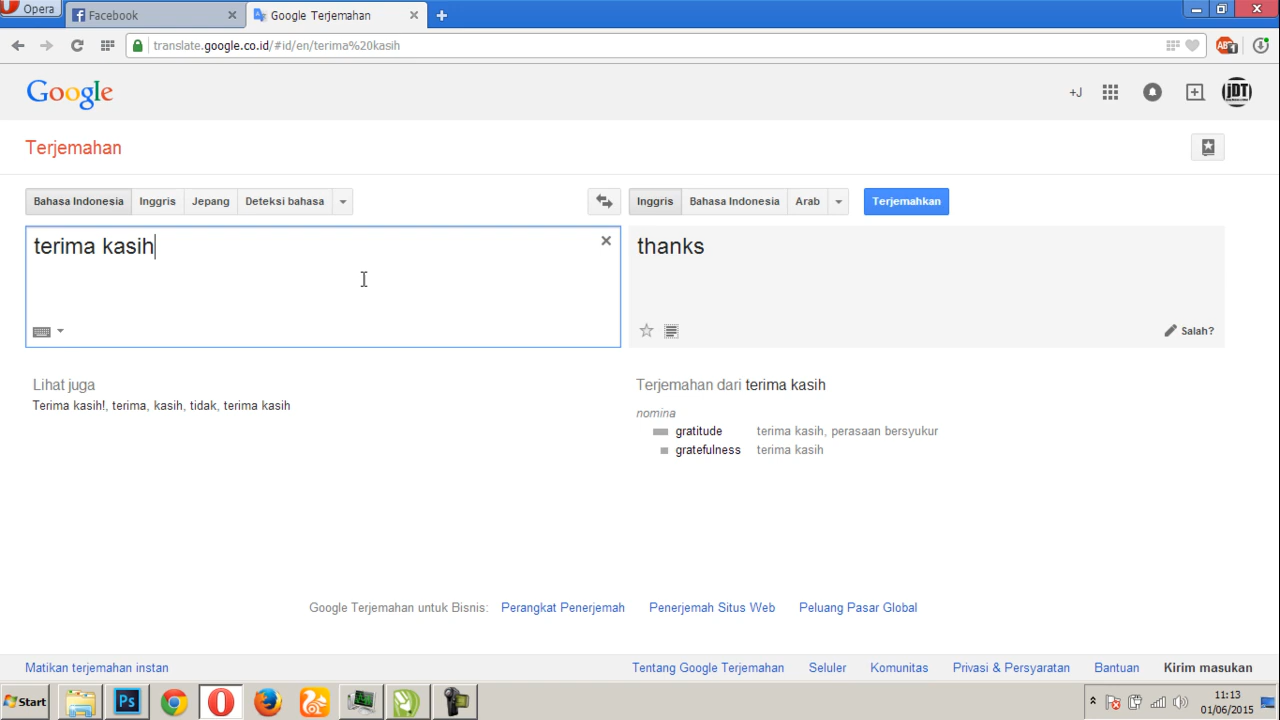 Opera
Facebook
Google Terjemahan
translate.google.co.id/#id/en/terima%20kasih
ABP
Google
+J
JDT
Terjemahan
Bahasa Indonesia Inggris Jepang Deteksi bahasa
Inggris Bahasa Indonesia Arab Terjemahkan
terima kasih
thanks
Salah?
Lihat juga
Terima kasih!, terima, kasih, tidak, terima kasih
Terjemahan dari terima kasih
nomina
gratitude terima kasih, perasaan bersyukur
gratefulness terima kasih
Google Terjemahan untuk Bisnis: Perangkat Penerjemah Penerjemah Situs Web Peluang Pasar Global
Matikan terjemahan instan
Tentang Google Terjemahan Seluler Komunitas Privasi & Persyaratan Bantuan Kirim masukan
Start
Ps
11:13
01/06/2015